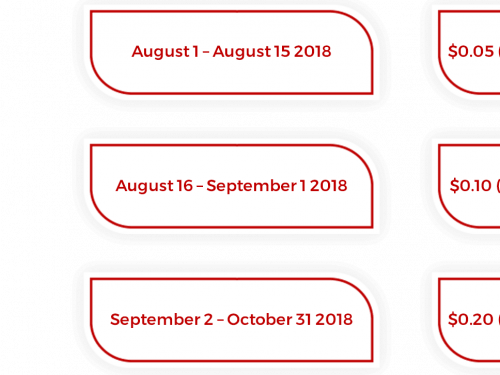 August 1 – August 15 2018 $0.05 (
August 16 – September 1 2018 $0.10 (
September 2 – October 31 2018 $0.20 (